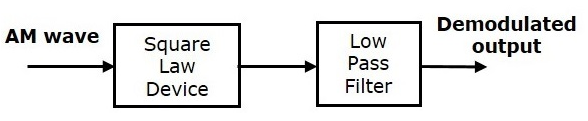 AM wave
Square
Law
Device
Low
Pass
Filter
Demodulated
output